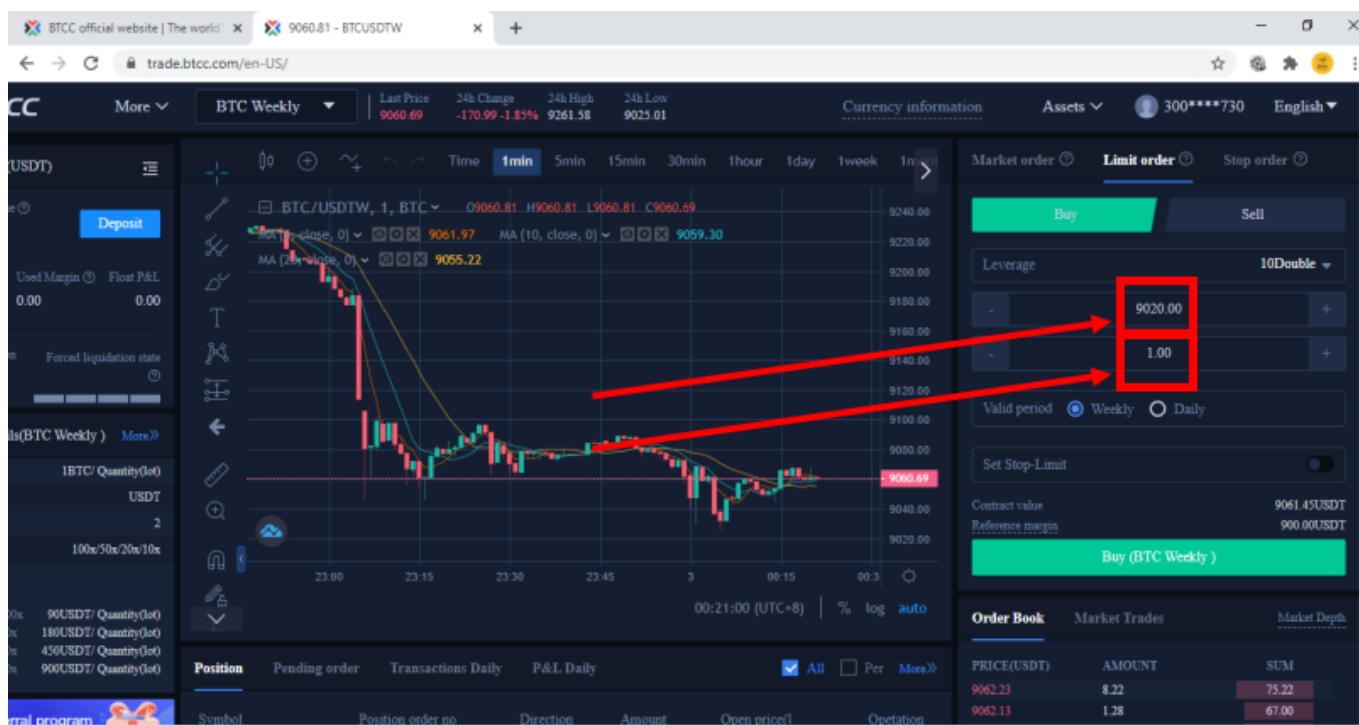 BTCC official website | The world
9060.81 - BTCUSDTW
trade.btcc.com/en-US/
CC More BTC Weekly Last Price 24h Change 24h High 24h Low Currency information Assets 300****730 English
9060.69 -170.99 -1.85% 9261.58 9025.01
(USDT)
Time 1min 5min 15min 30min 1hour 1day 1week
Market order Limit order Stop order
Deposit
BTC/USDTW, 1, BTC O9060.81 H9060.81 L9060.81 C9060.69
close, 0) 9061.97 MA (10, close, 0) 9059.30
MA close, 0) 9055.22
Buy Sell
Used Margin Float P&L
0.00 0.00
Leverage 10Double
- 9020.00 +
- 1.00 +
Forced liquidation state
Valid period Weekly Daily
(BTC Weekly ) More»
Set Stop-Limit
1BTC/ Quantity(lot)
USDT
2
100x/50x/20x/10x
Contract value 9061.45USDT
Reference margin 900.00USDT
Buy (BTC Weekly )
9240.00
9220.00
9200.00
9180.00
9160.00
9140.00
9120.00
9100.00
9080.00
9060.69
9040.00
9020.00
23:00 23:15 23:30 23:45 3 00:15 00:3
00:21:00 (UTC+8) % log auto
90USDT/ Quantity(lot)
180USDT/ Quantity(lot)
450USDT/ Quantity(lot)
900USDT/ Quantity(lot)
Order Book Market Trades Market Depth
Position Pending order Transactions Daily P&L Daily All Per More»
PRICE(USDT) AMOUNT SUM
9062.23 8.22 75.22
9062.13 1.28 67.00
program
Symbol Position order no Direction Amount Open price Opetation